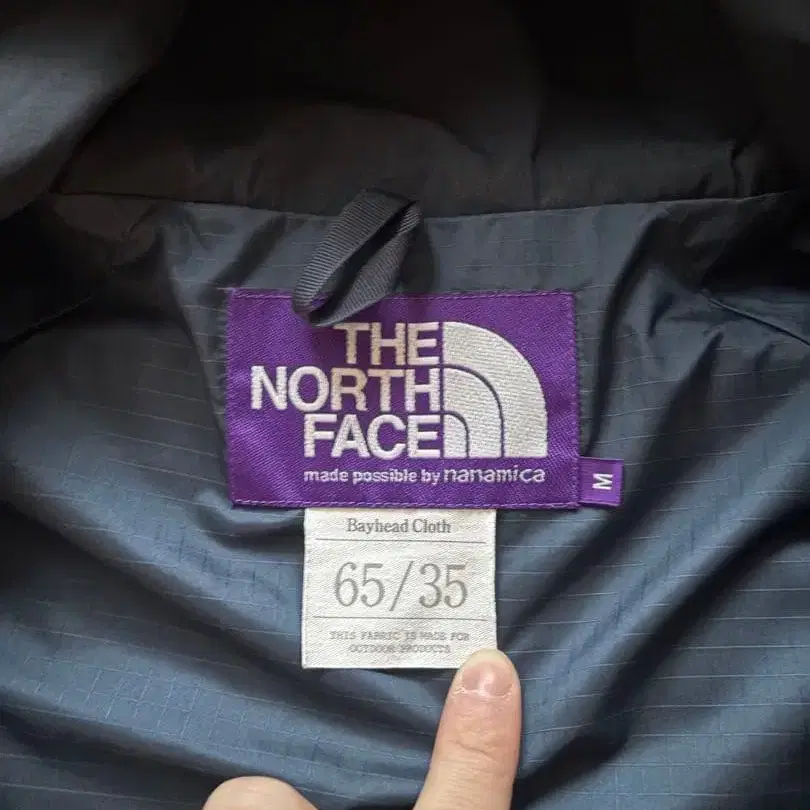 THE
NORTH
FACE
made possible by nanamica
M
Bayhead Cloth
65/35
THIS FABRIC IS MADE FOR
OUTDOOR PRODUCTS